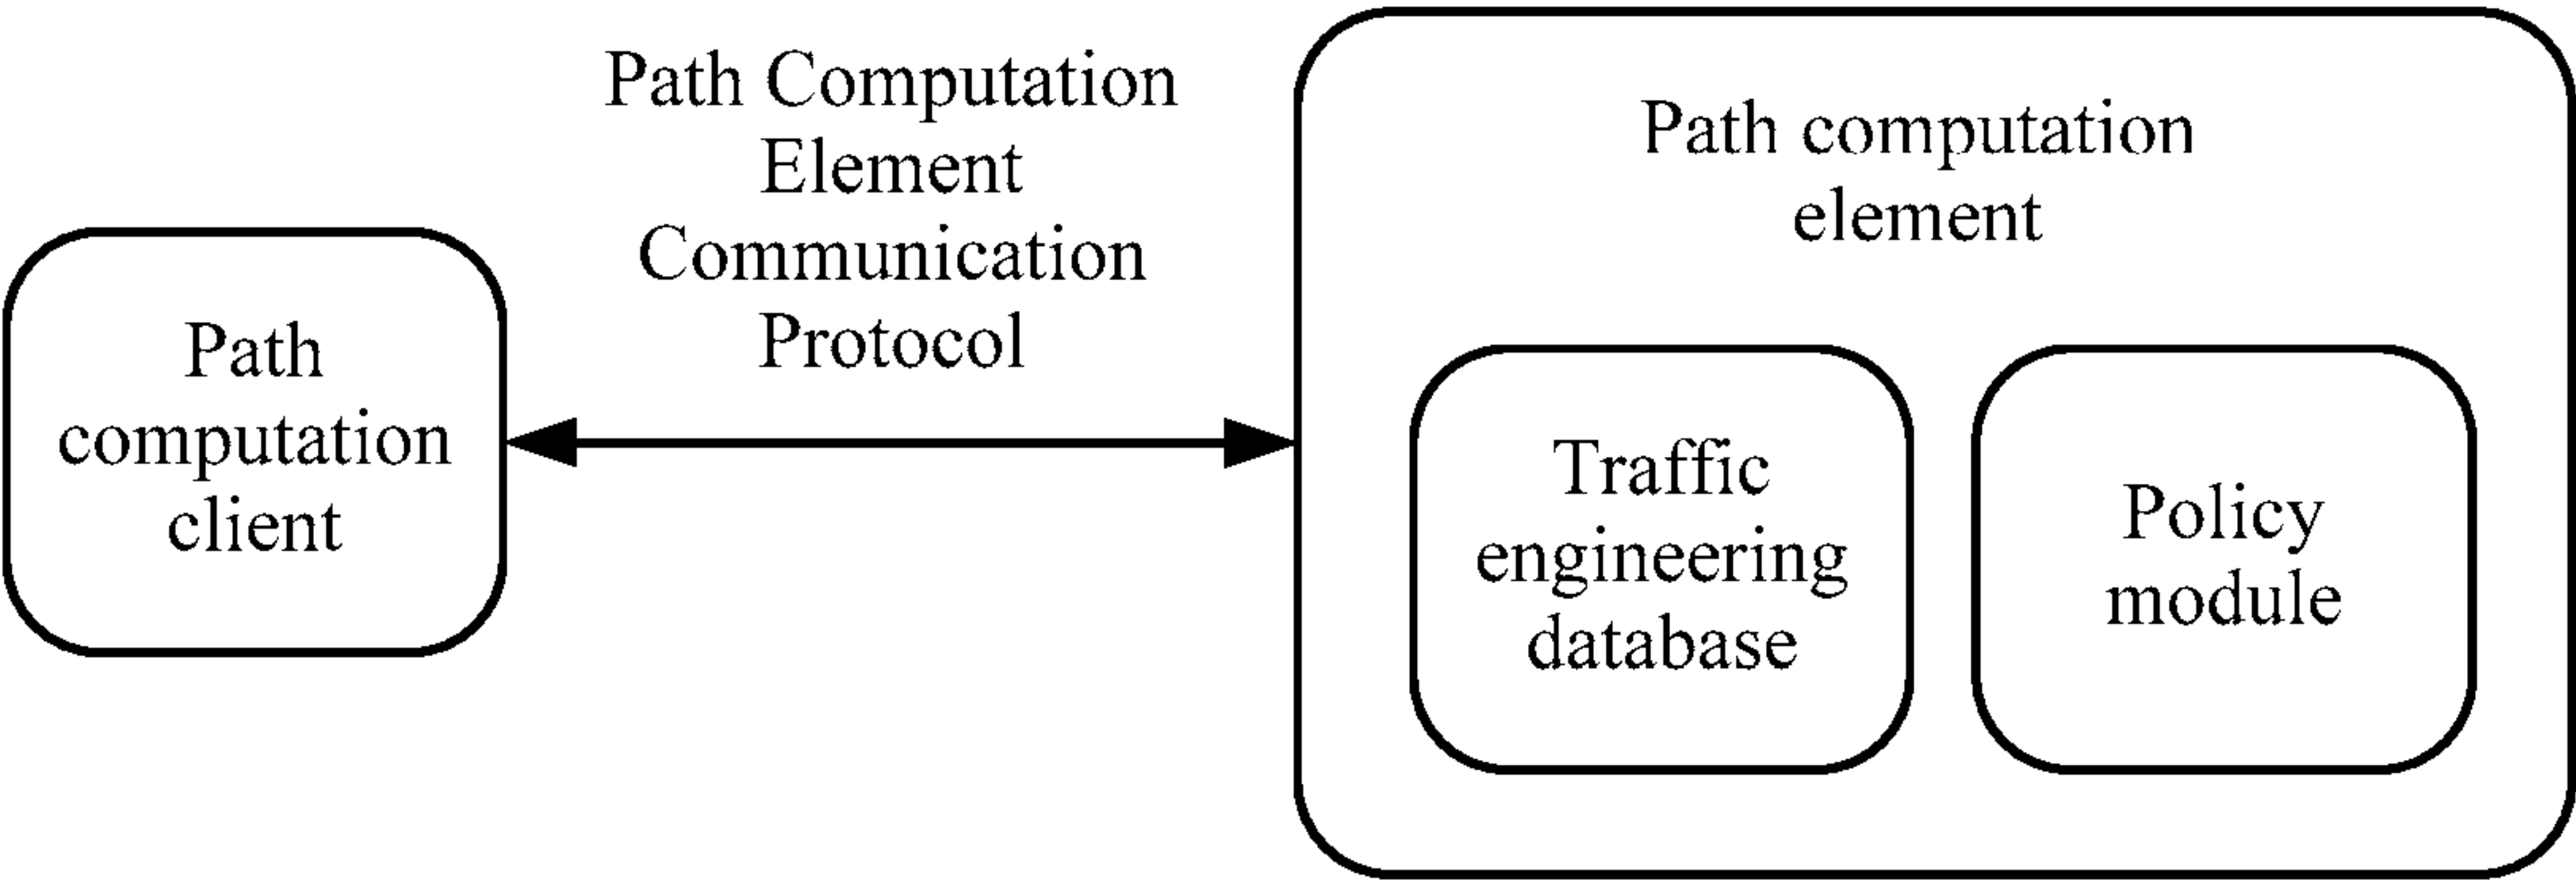 Path
computation
client
Path Computation
Element
Communication
Protocol
Path computation
element
Traffic
engineering
database
Policy
module